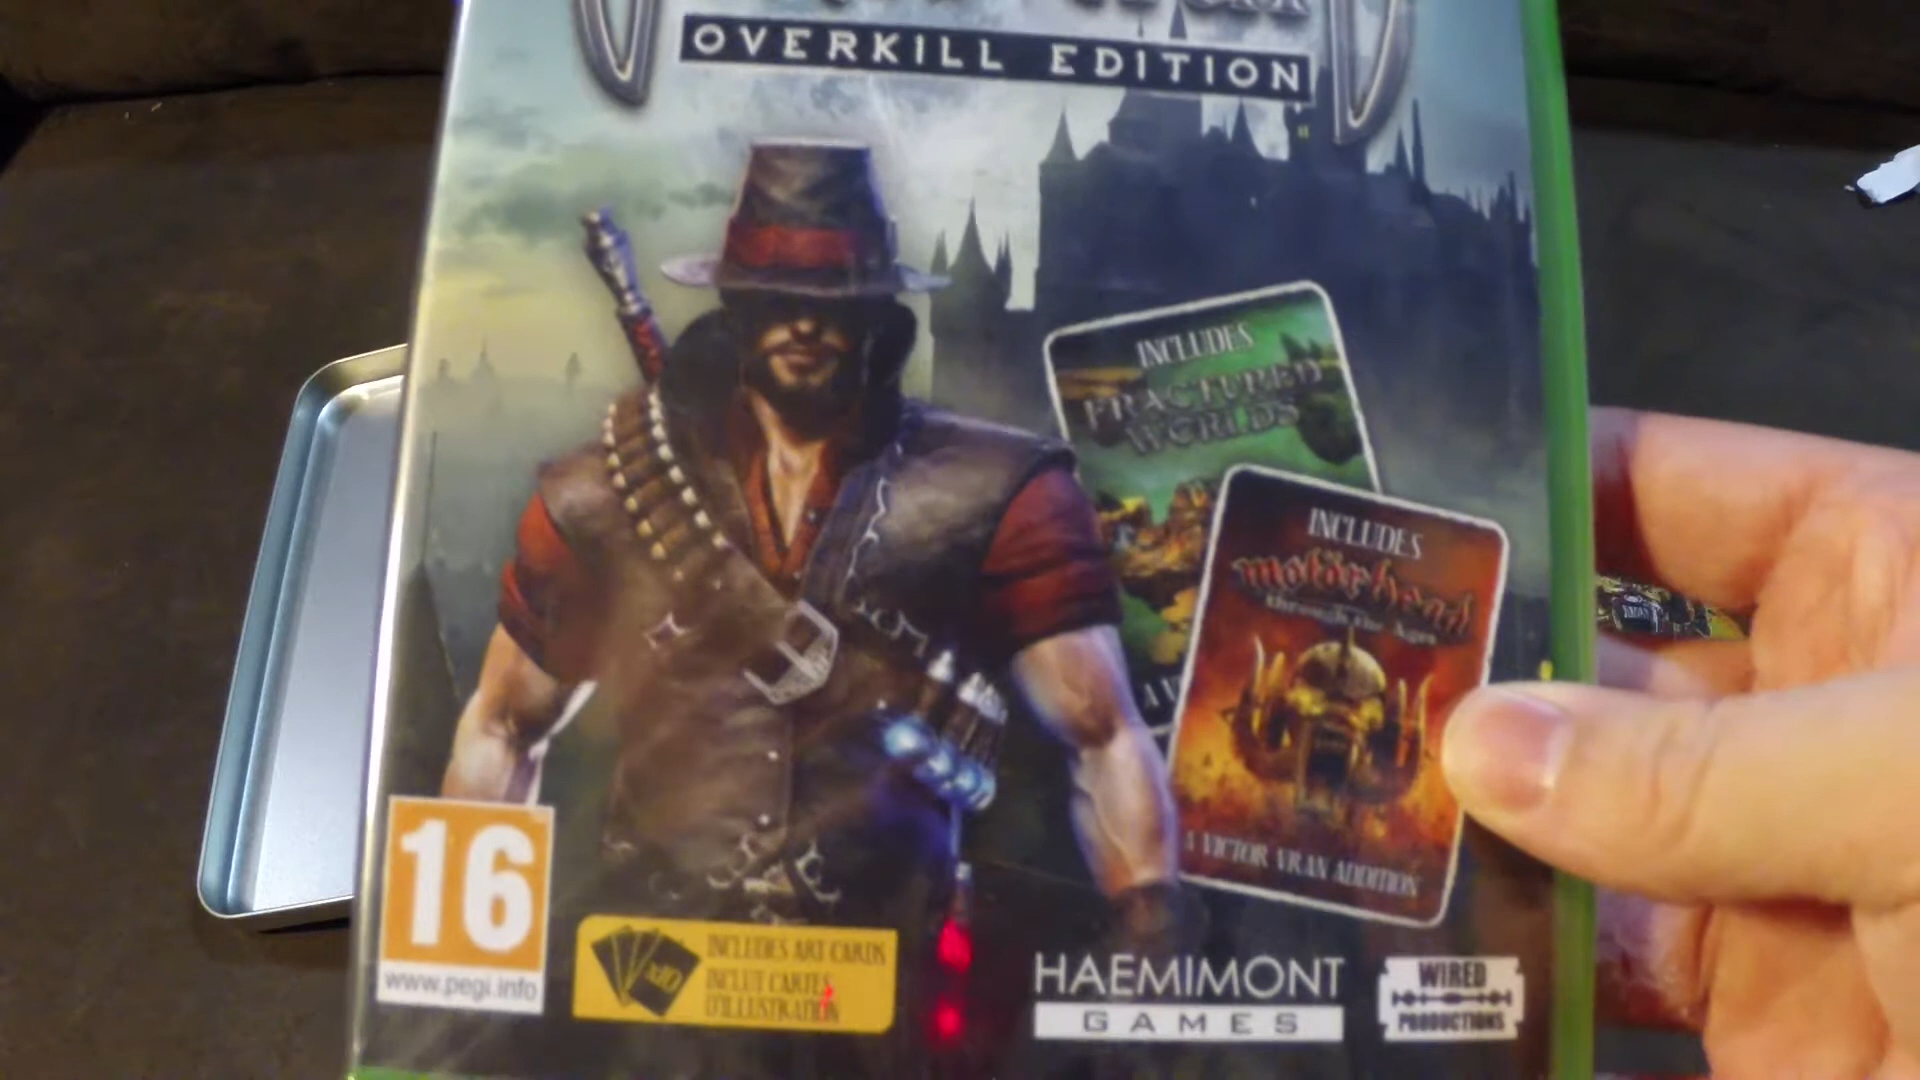 OVERKILL EDITION
INCLUDES
FRACTURED
WORLDS
INCLUDES
motörhead
through the Ages
A VICTOR VRAN ADDITION
16
www.pegi.info
x10
INCLUDES ART CARDS
INCLUT CARTES
D'ILLUSTRATION
HAEMIMONT
GAMES
WIRED
PRODUCTIONS